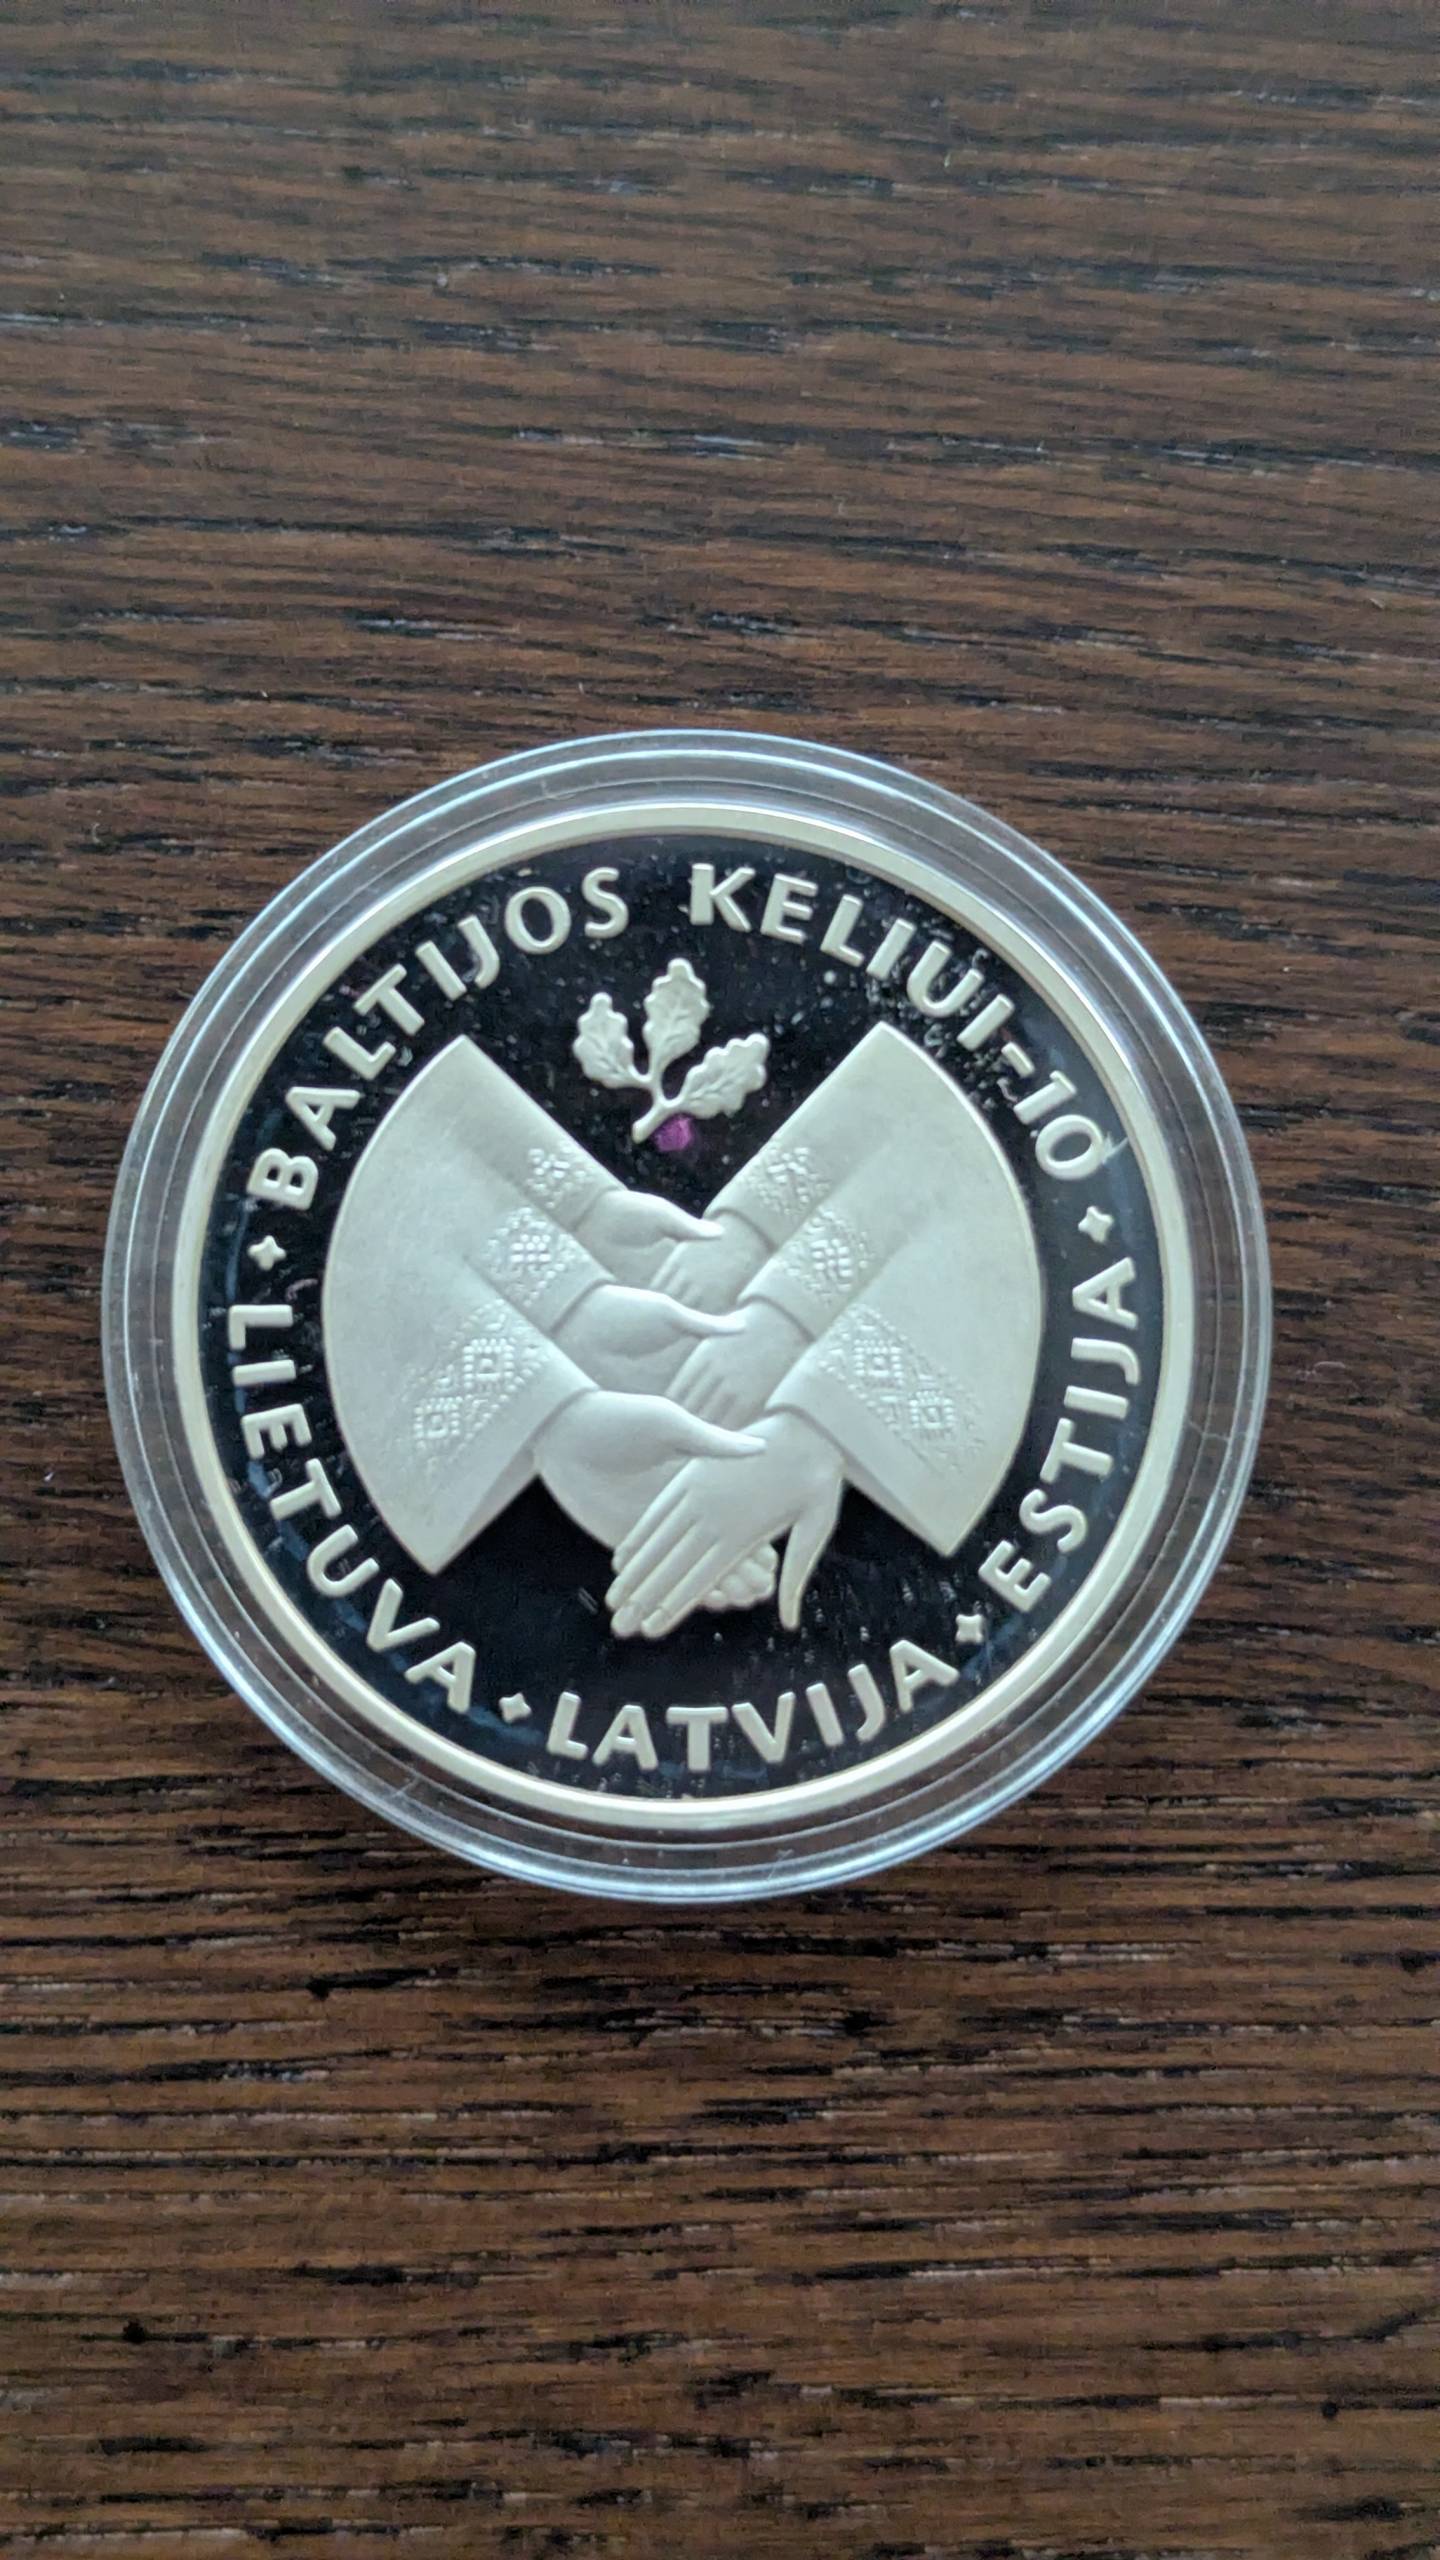 BALTIJOS KELIUI-10
LIETUVA · LATVIJA · ESTIJA